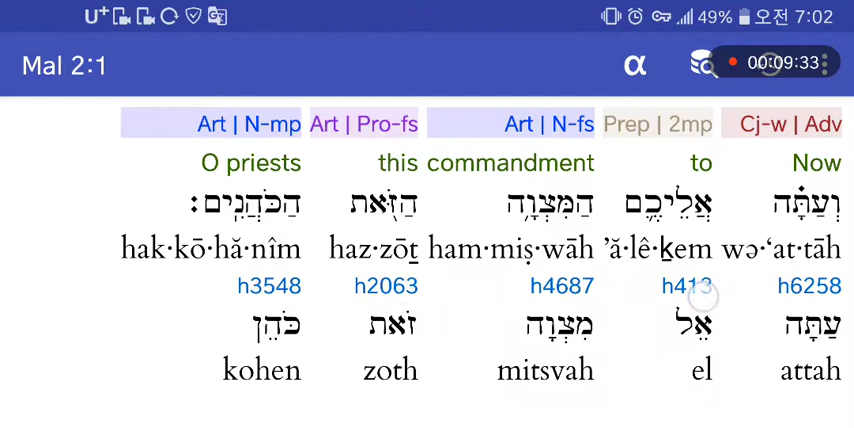 U+ 49% 오전 7:02
Mal 2:1 α 00:09:33
Cj-w | Adv Prep | 2mp Art | N-fs Art | Pro-fs Art | N-mp
Now to commandment this O priests
וְעַתָּ֗ה אֲלֵיכֶ֛ם הַמִּצְוָ֥ה הַזֹּ֖את הַכֹּהֲנִֽים׃
wə·‘at·tāh ’ă·lê·ḵem ham·miṣ·wāh haz·zōṯ hak·kō·hă·nîm
h6258 h413 h4687 h2063 h3548
עַתָּה אֵל מִצְוָה זֹאת כֹּהֵן
attah el mitsvah zoth kohen